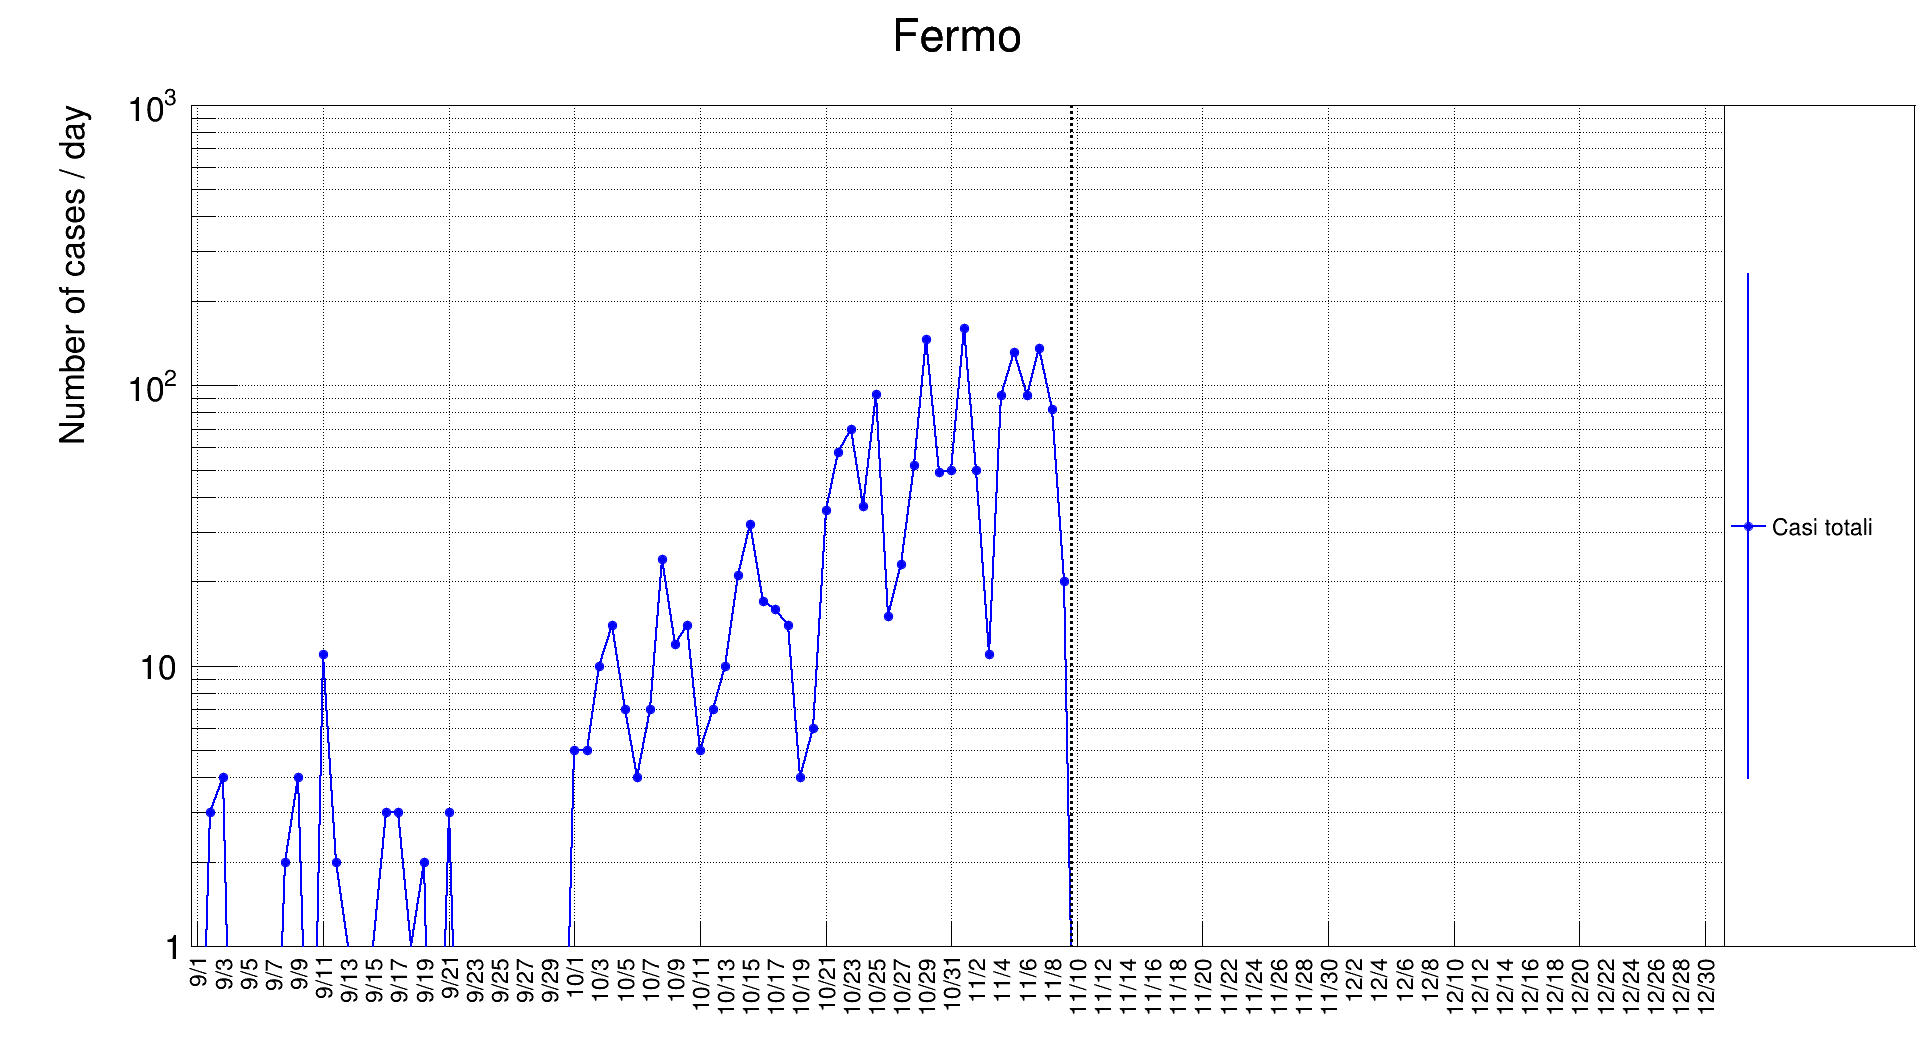 Fermo
Number of cases / day
10³
10²
10
1
9/1 9/3 9/5 9/7 9/9 9/11 9/13 9/15 9/17 9/19 9/21 9/23 9/25 9/27 9/29 10/1 10/3 10/5 10/7 10/9 10/11 10/13 10/15 10/17 10/19 10/21 10/23 10/25 10/27 10/29 10/31 11/2 11/4 11/6 11/8 11/10 11/12 11/14 11/16 11/18 11/20 11/22 11/24 11/26 11/28 11/30 12/2 12/4 12/6 12/8 12/10 12/12 12/14 12/16 12/18 12/20 12/22 12/24 12/26 12/28 12/30
Casi totali